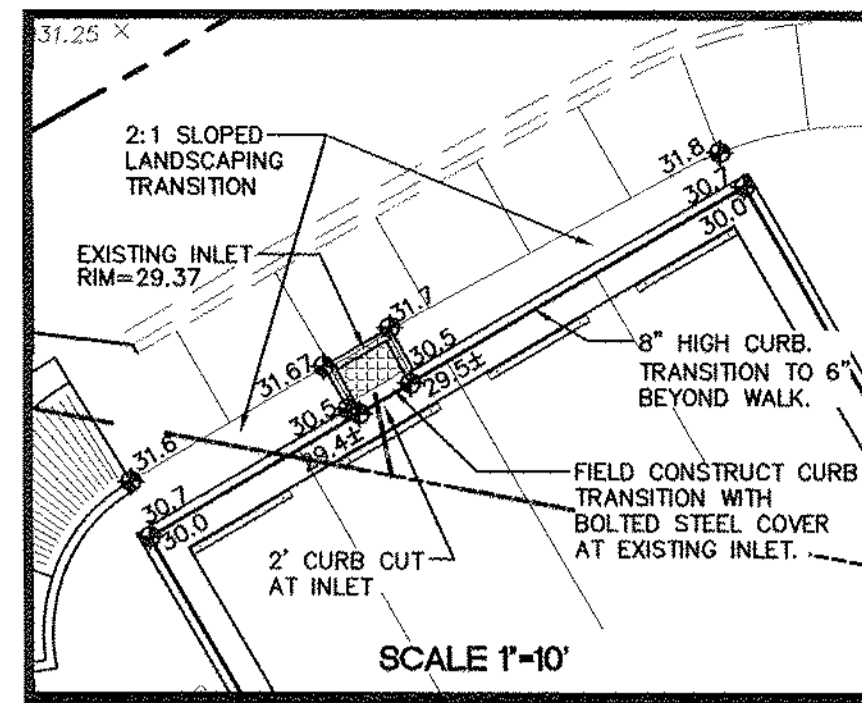 31.25 ×
2:1 SLOPED
LANDSCAPING
TRANSITION
31.8
30.7
30.0
EXISTING INLET
RIM=29.37
31.7
30.5
29.5±
31.67
30.5
29.4±
8" HIGH CURB.
TRANSITION TO 6"
BEYOND WALK.
31.6
30.7
30.0
FIELD CONSTRUCT CURB
TRANSITION WITH
BOLTED STEEL COVER
AT EXISTING INLET.
2' CURB CUT
AT INLET
SCALE 1"=10'